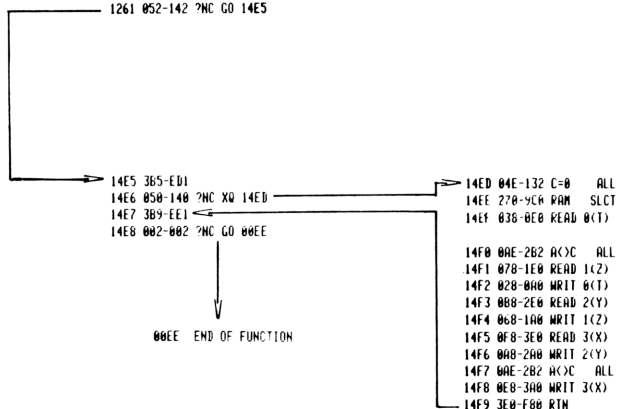 1261 052-142 ?NC GO 14E5
14E5 3B5-ED1
14E6 050-140 ?NC XQ 14ED
14E7 3B9-EE1
14E8 002-002 ?NC GO 00EE
00EE END OF FUNCTION
14ED 04E-132 C=0 ALL
14EE 270-9C0 RAM SLCT
14EF 038-0E0 READ 0(T)
14F0 0AE-2B2 A<>C ALL
14F1 078-1E0 READ 1(Z)
14F2 028-0A0 WRIT 0(T)
14F3 0B8-2E0 READ 2(Y)
14F4 068-1A0 WRIT 1(Z)
14F5 0F8-3E0 READ 3(X)
14F6 0A8-2A0 WRIT 2(Y)
14F7 0AE-2B2 A<>C ALL
14F8 0E8-3A0 WRIT 3(X)
14F9 3E0-F80 RTN